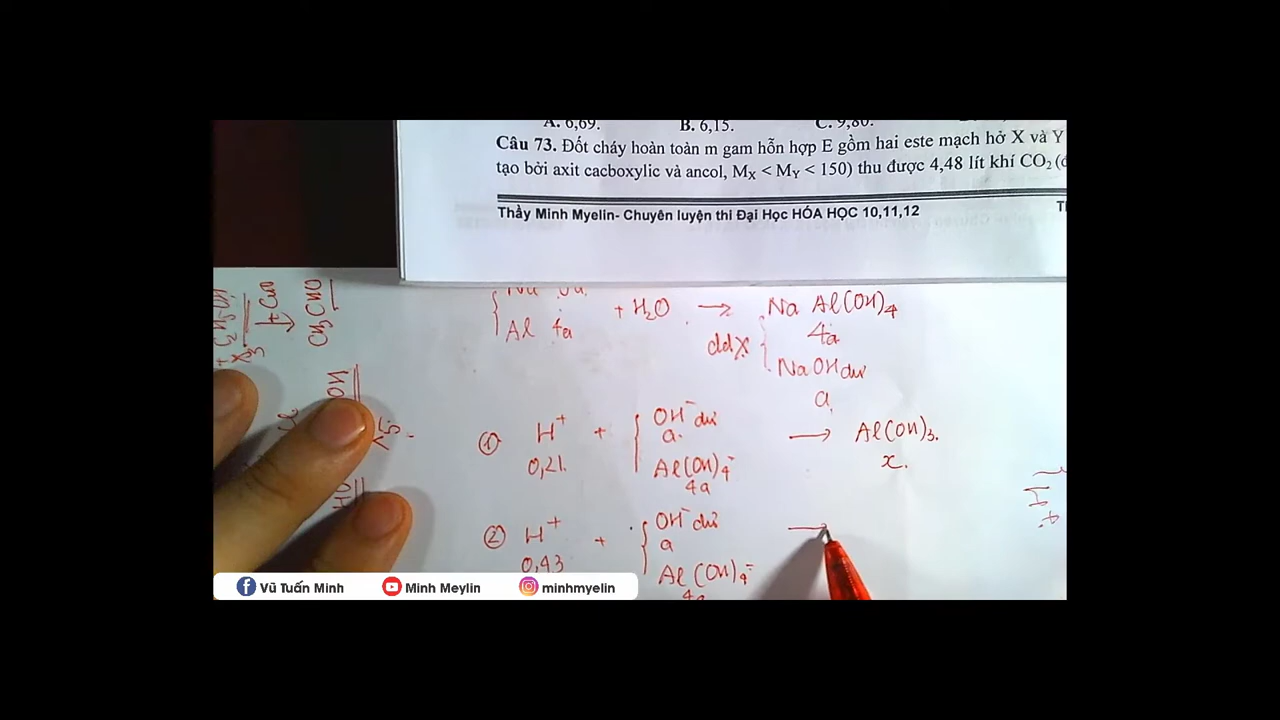 A. 6,69. B. 6,15. C. 9,80.
Câu 73. Đốt cháy hoàn toàn m gam hỗn hợp E gồm hai este mạch hở X và Y
tạo bởi axit cacboxylic và ancol, Mx < MY < 150) thu được 4,48 lít khí CO2 (đ
Thầy Minh Myelin- Chuyên luyện thi Đại Học HÓA HỌC 10,11,12 T
Al 4a + H2O → Na Al(OH)4
4a
ddX NaOH dư
a
① H+ + OH- dư → Al(OH)3.
0,21. a. x.
Al(OH)4-
4a
② H+ + OH- dư →
0,43 a
Al(OH)4-
4a
CH3CHO
+ CuO
H+
Vũ Tuấn Minh Minh Meylin minhmyelin